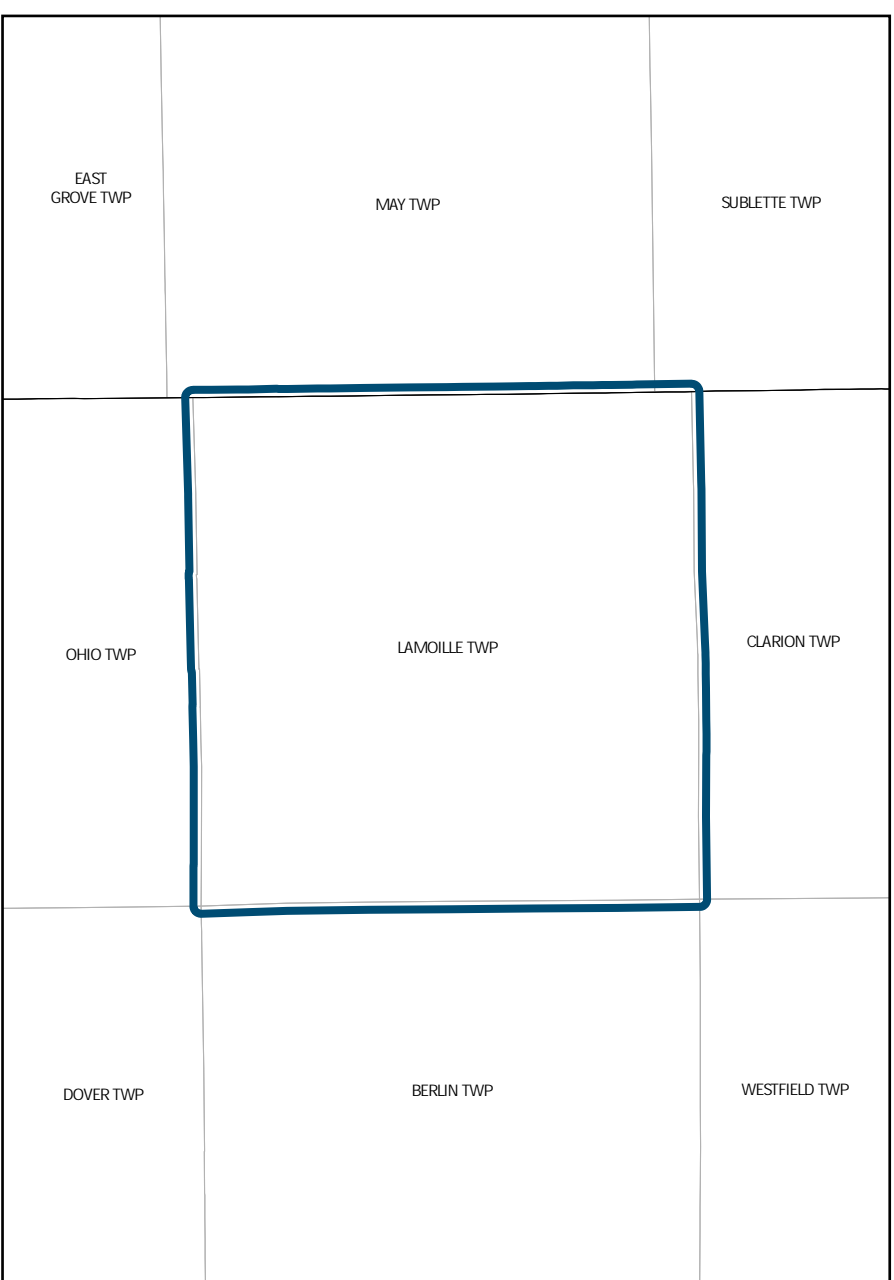 EAST
GROVE TWP
MAY TWP
SUBLETTE TWP
OHIO TWP
LAMOILLE TWP
CLARION TWP
DOVER TWP
BERLIN TWP
WESTFIELD TWP